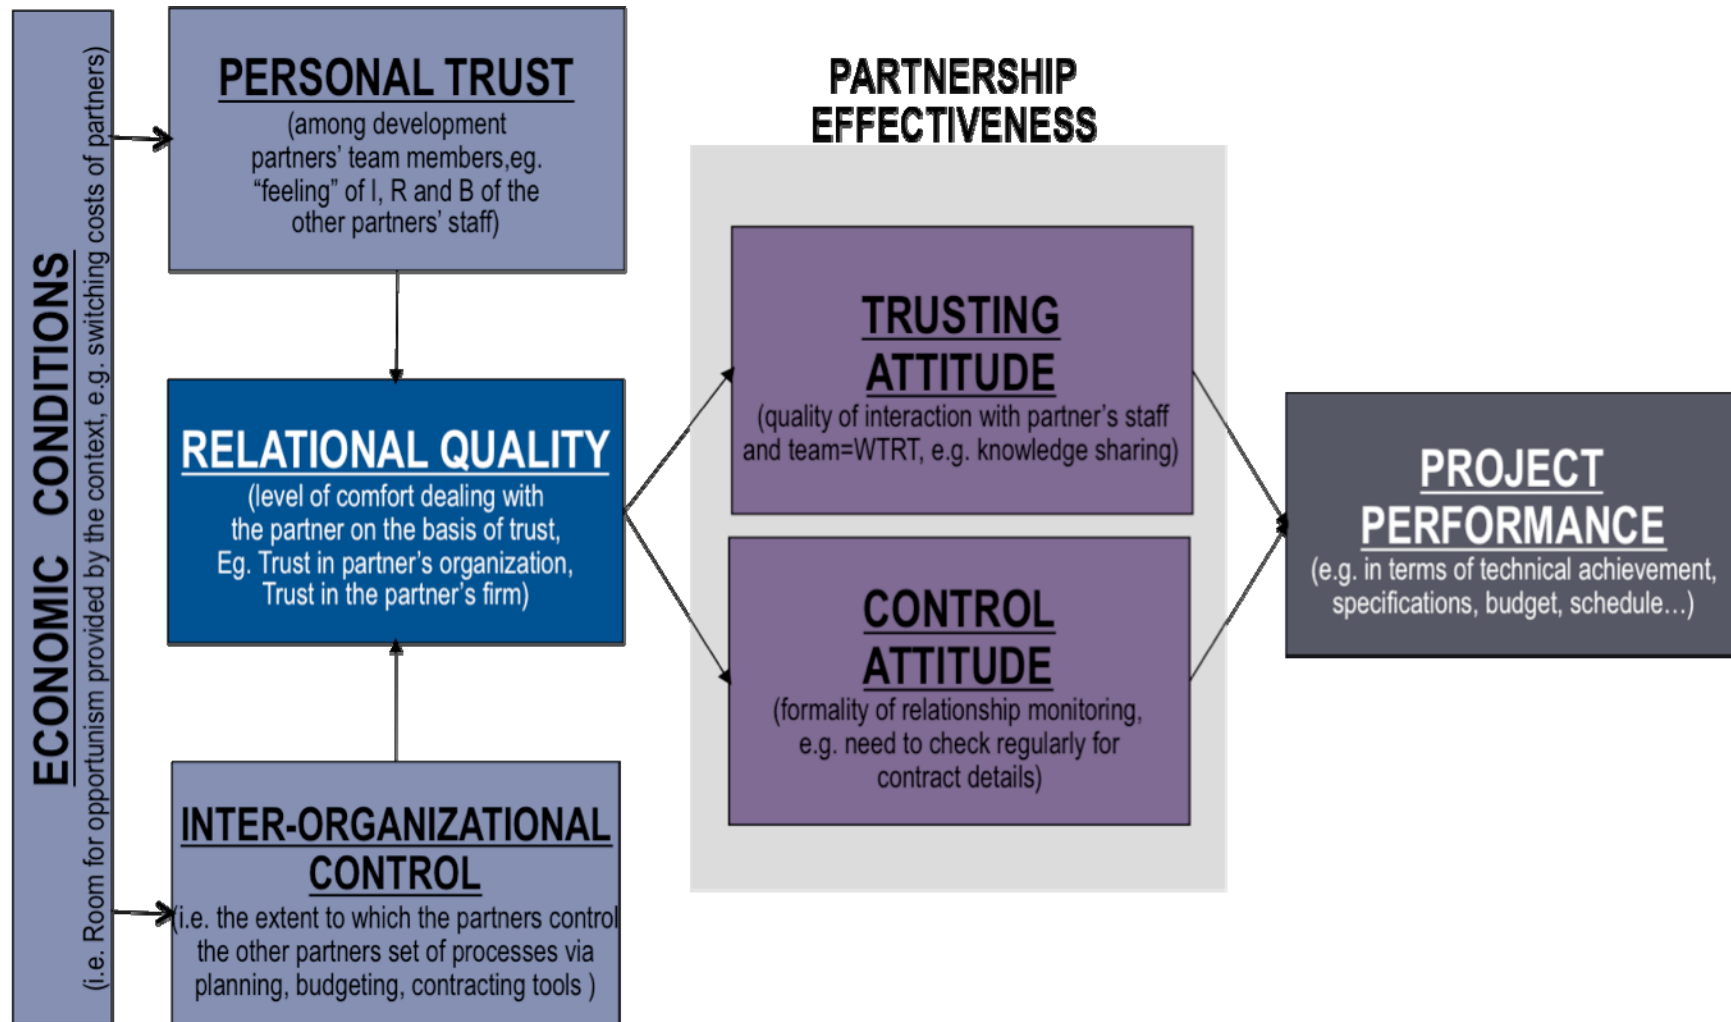 ECONOMIC CONDITIONS
(i.e. Room for opportunism provided by the context, e.g. switching costs of partners)
PERSONAL TRUST
(among development
partners’ team members,eg.
“feeling” of I, R and B of the
other partners’ staff)
RELATIONAL QUALITY
(level of comfort dealing with
the partner on the basis of trust,
Eg. Trust in partner’s organization,
Trust in the partner’s firm)
INTER-ORGANIZATIONAL
CONTROL
(i.e. the extent to which the partners control
the other partners set of processes via
planning, budgeting, contracting tools )
PARTNERSHIP
EFFECTIVENESS
TRUSTING
ATTITUDE
(quality of interaction with partner’s staff
and team=WTRT, e.g. knowledge sharing)
CONTROL
ATTITUDE
(formality of relationship monitoring,
e.g. need to check regularly for
contract details)
PROJECT
PERFORMANCE
(e.g. in terms of technical achievement,
specifications, budget, schedule…)